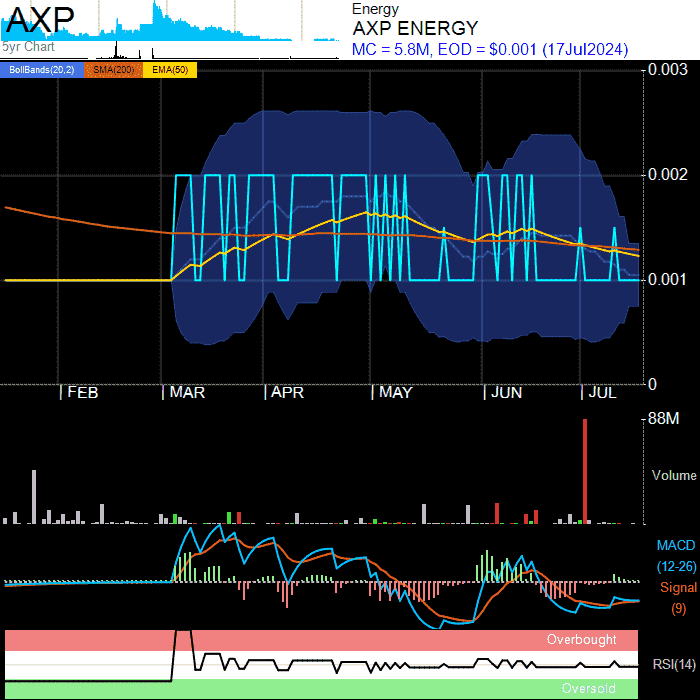 AXP
5yr Chart
Energy
AXP ENERGY
MC = 5.8M, EOD = $0.001 (17Jul2024)
BollBands(20,2) SMA(200) EMA(50)
0.003
0.002
0.001
0
FEB MAR APR MAY JUN JUL
88M
Volume
MACD
(12-26)
Signal
(9)
Overbought
RSI(14)
Oversold